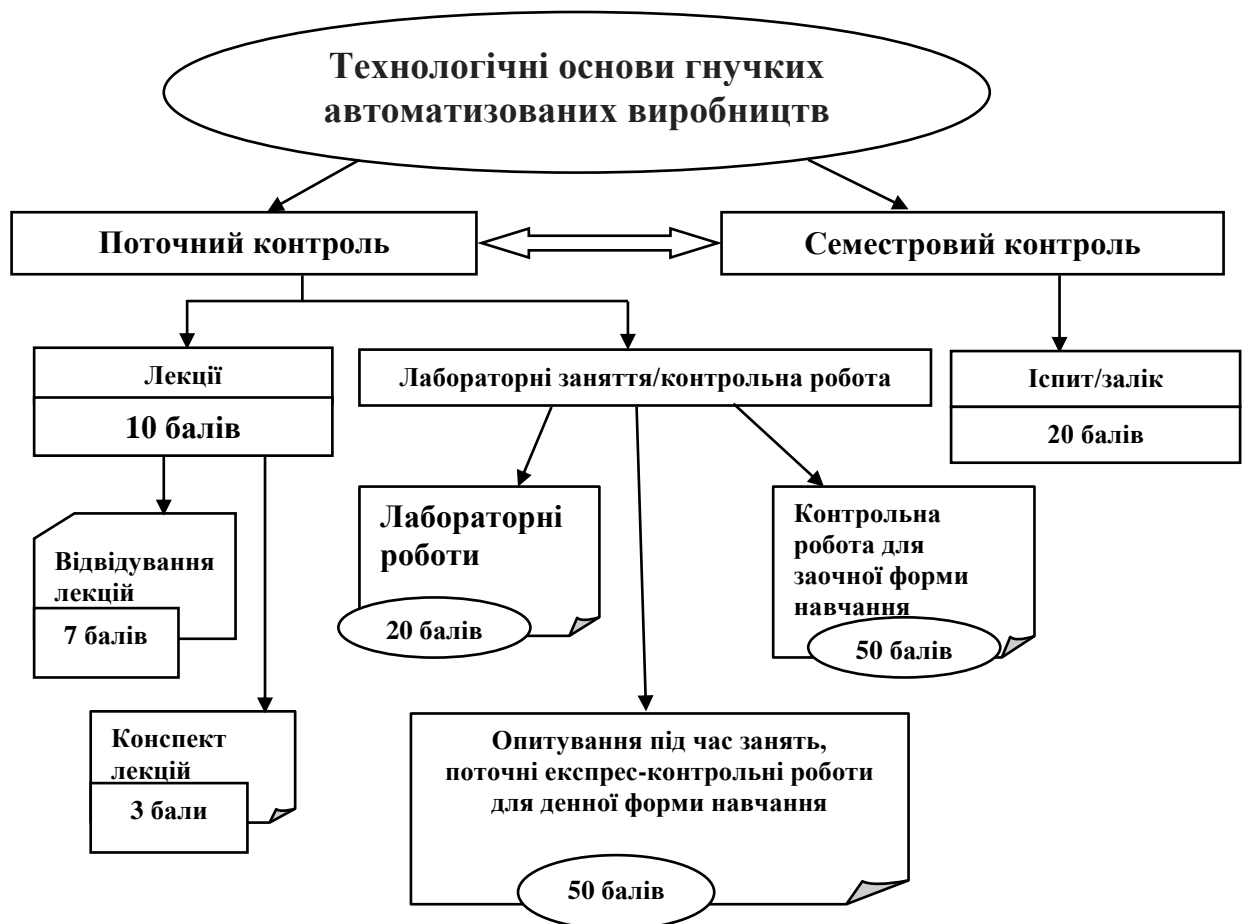 Технологічні основи гнучких
автоматизованих виробництв
Поточний контроль
Семестровий контроль
Лекції
10 балів
Лабораторні заняття/контрольна робота
Іспит/залік
20 балів
Відвідування
лекцій
7 балів
Лабораторні
роботи
20 балів
Контрольна
робота для
заочної форми
навчання
50 балів
Конспект
лекцій
3 бали
Опитування під час занять,
поточні експрес-контрольні роботи
для денної форми навчання
50 балів